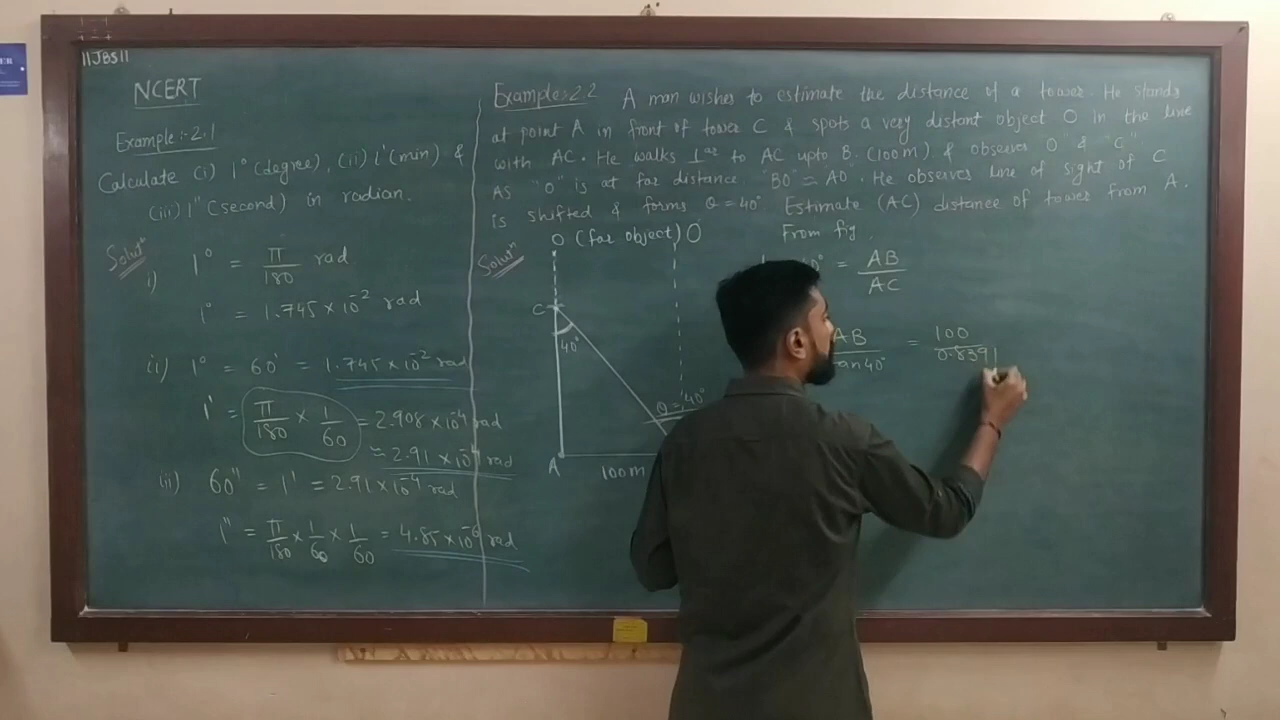 ER
||JBS||
NCERT
Example:-2.1
Calculate (i) 1° (degree), (ii) 1' (min) &
(iii) 1" (second) in radian.
Solutⁿ
i) 1° = π/180 rad
1° = 1.745 × 10⁻² rad
(ii) 1° = 60' = 1.745 × 10⁻² rad
1' = π/180 × 1/60 = 2.908 × 10⁻⁴ rad
≈ 2.91 × 10⁻⁴ rad
(ii) 60" = 1' = 2.91 × 10⁻⁴ rad
1" = π/180 × 1/60 × 1/60 = 4.85 × 10⁻⁶ rad
Example:2.2 A man wishes to estimate the distance of a tower. He stands
at point A in front of tower C & spots a very distant object O in the line
with AC. He walks ⊥ᵃʳ to AC upto B. (100m) & observes O & "C"
As "O" is at far distance "BO" ≈ AO. He observes line of sight of C
is shifted & forms θ = 40° Estimate (AC) distance of tower from A.
Solutⁿ
O (far object) O
C
40°
θ = 40°
A
100m
From fig.
= AB/AC
AB/tan40° = 100/0.8391